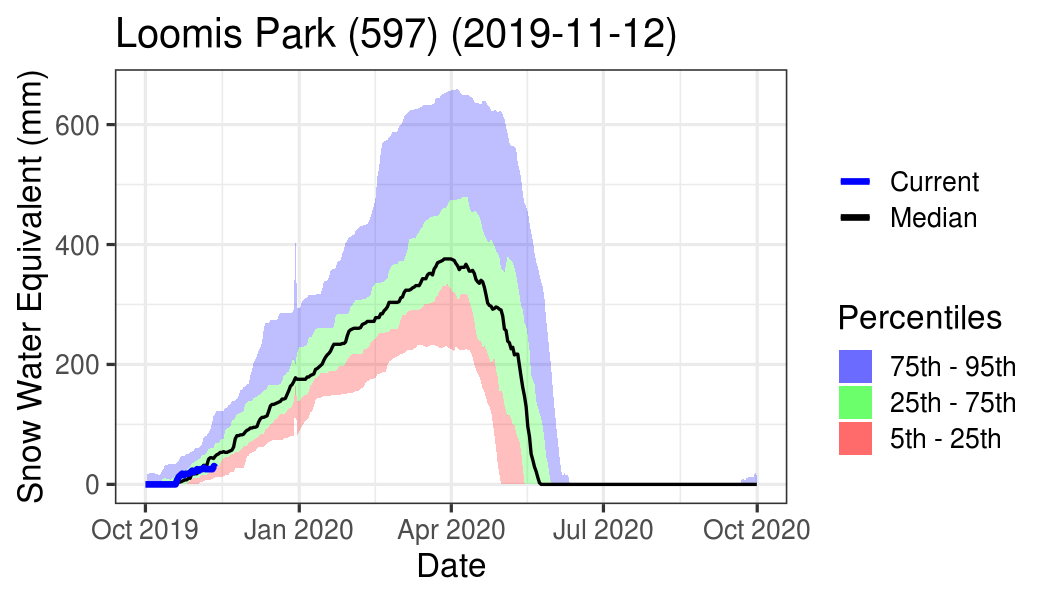 Loomis Park (597) (2019-11-12)
Snow Water Equivalent (mm)
600
400
200
0
Oct 2019
Jan 2020
Apr 2020
Jul 2020
Oct 2020
Date
Current
Median
Percentiles
75th - 95th
25th - 75th
5th - 25th